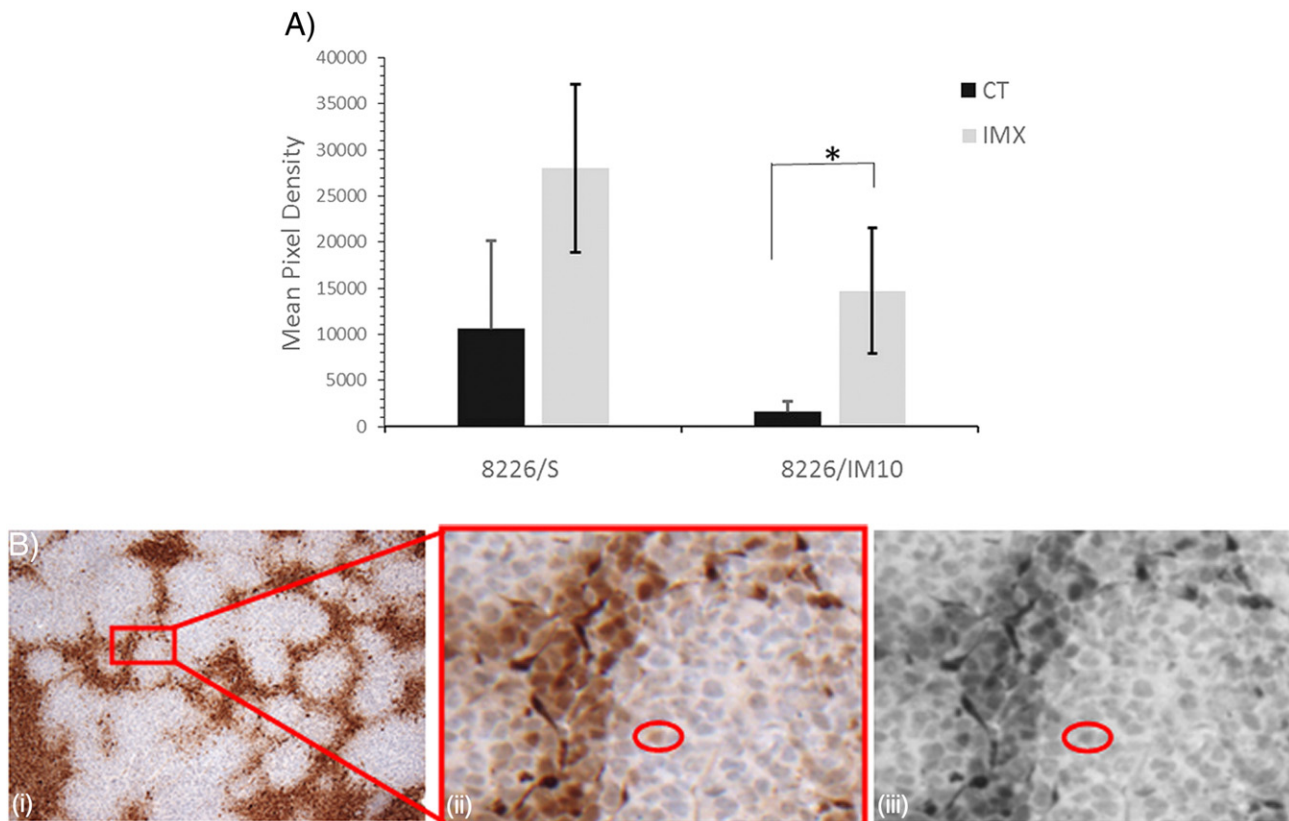 A)
40000
35000
30000
25000
20000
15000
10000
5000
0
Mean Pixel Density
CT
IMX
*
8226/S
8226/IM10
B)
(i)
(ii)
(iii)